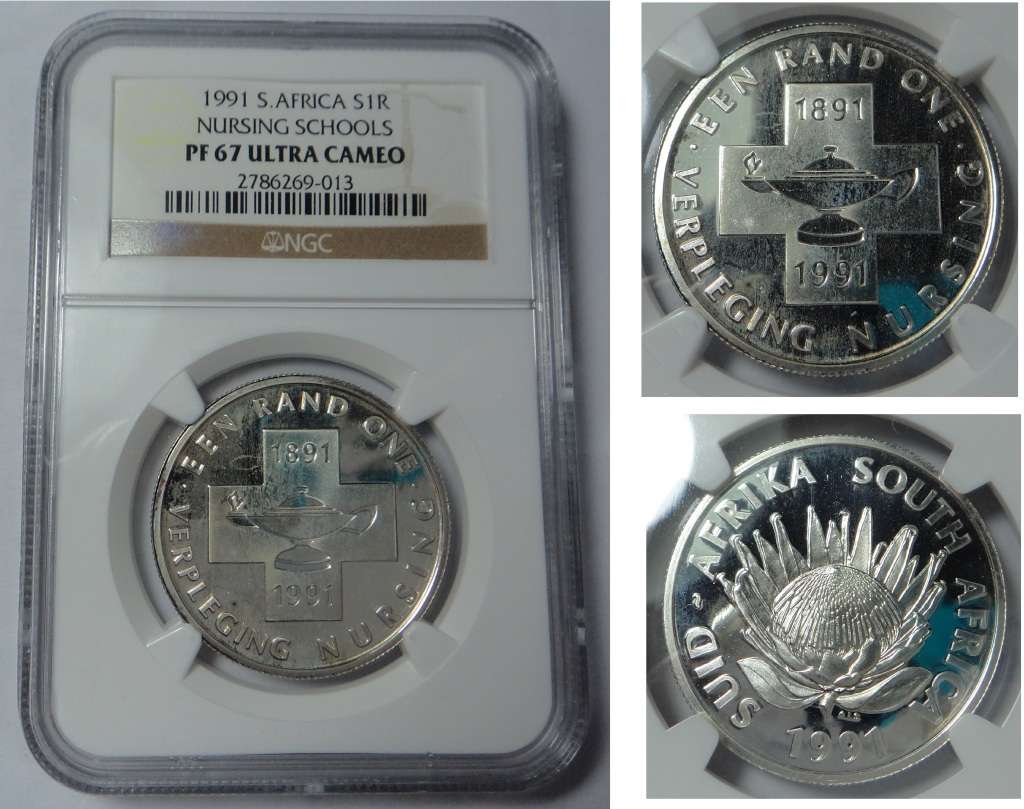 1991 S.AFRICA S1R
NURSING SCHOOLS
PF 67 ULTRA CAMEO
2786269-013
NGC
· EEN RAND ONE ·
1891
1991
VERPLEGING NURSING
· EEN RAND ONE ·
1891
1991
VERPLEGING NURSING
SUID ~ AFRIKA SOUTH AFRICA
ALS
1991